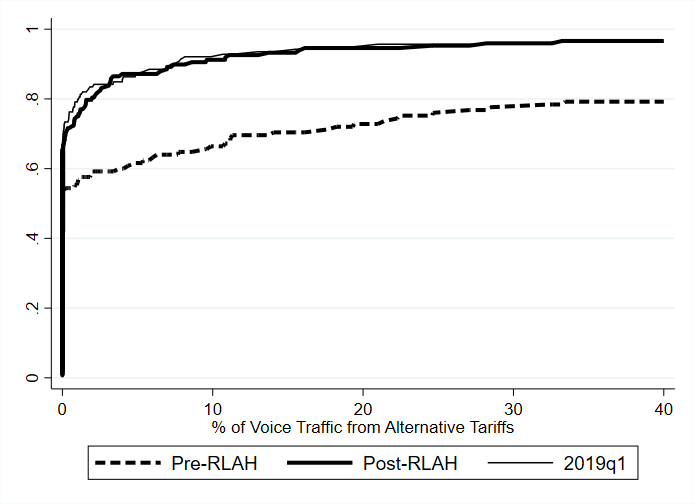 1
.8
.6
.4
.2
0
0 10 20 30 40
% of Voice Traffic from Alternative Tariffs
Pre-RLAH Post-RLAH 2019q1